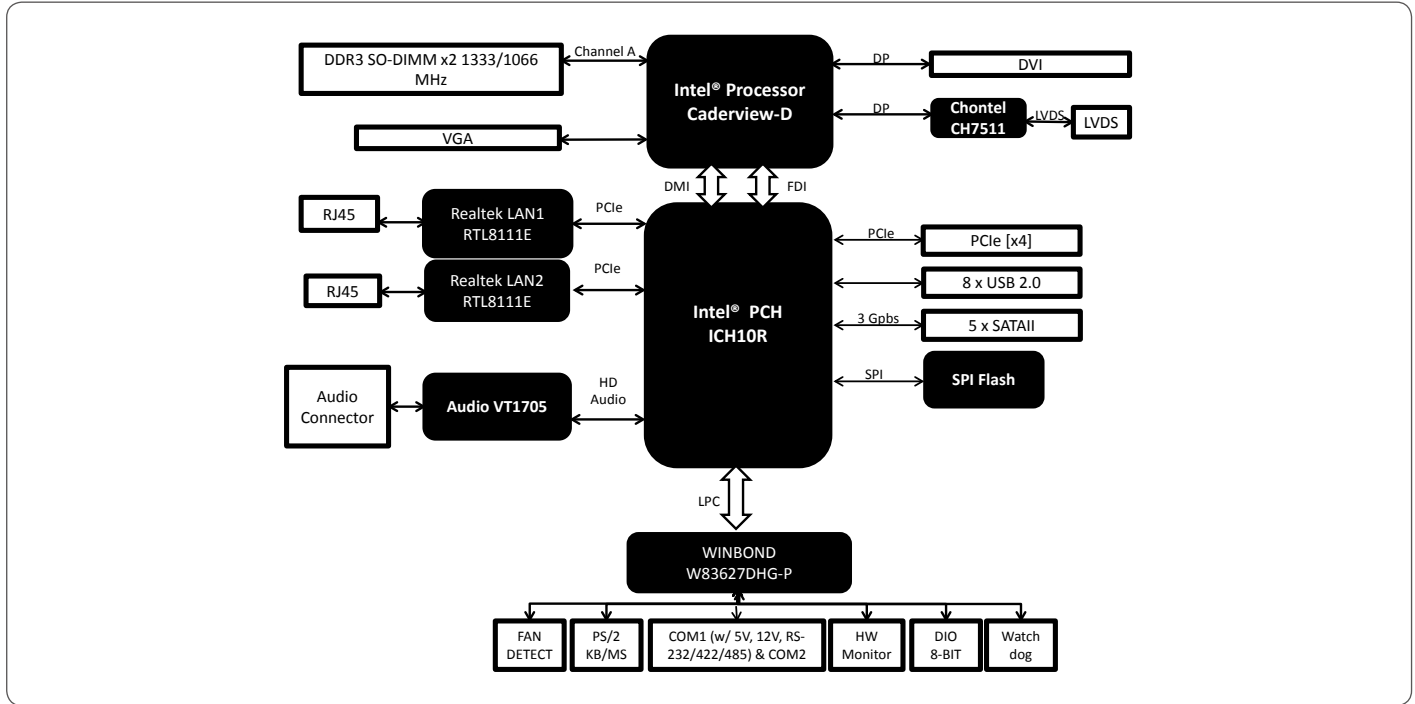 DDR3 SO-DIMM x2 1333/1066
MHz
Channel A
Intel® Processor
Caderview-D
DP
DVI
VGA
DP
Chontel
CH7511
LVDS
LVDS
DMI
FDI
RJ45
Realtek LAN1
RTL8111E
PCIe
RJ45
Realtek LAN2
RTL8111E
PCIe
Intel® PCH
ICH10R
PCIe
PCIe [x4]
8 x USB 2.0
3 Gpbs
5 x SATAII
SPI
SPI Flash
Audio
Connector
Audio VT1705
HD
Audio
LPC
WINBOND
W83627DHG-P
FAN
DETECT
PS/2
KB/MS
COM1 (w/ 5V, 12V, RS-
232/422/485) & COM2
HW
Monitor
DIO
8-BIT
Watch
dog